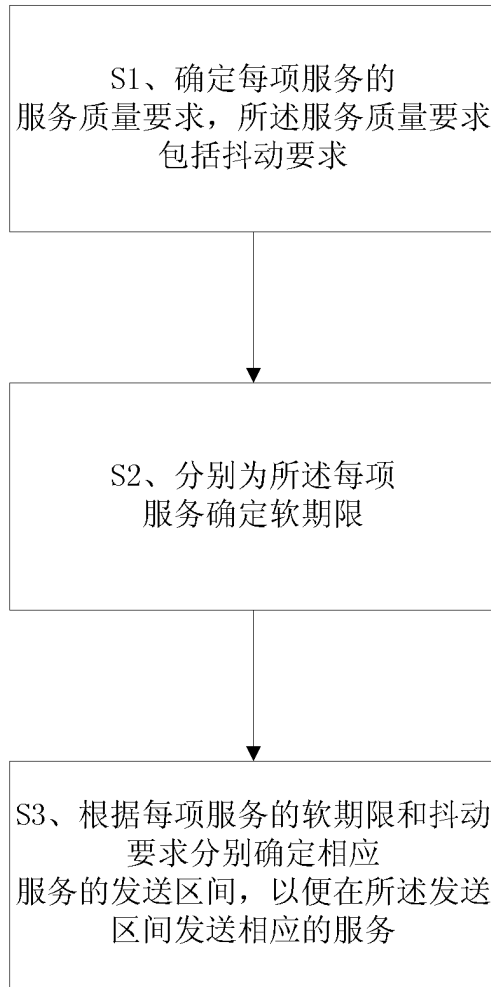 S1、确定每项服务的
服务质量要求，所述服务质量要求
包括抖动要求
S2、分别为所述每项
服务确定软期限
S3、根据每项服务的软期限和抖动
要求分别确定相应
服务的发送区间，以便在所述发送
区间发送相应的服务